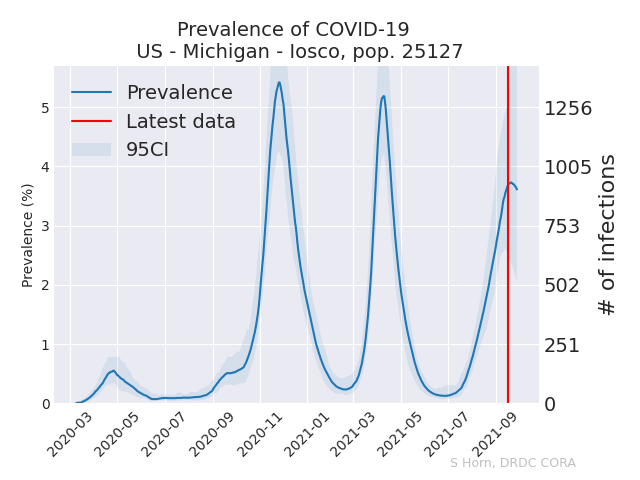 Prevalence of COVID-19
US - Michigan - Iosco, pop. 25127
Prevalence
Latest data
95CI
Prevalence (%)
5
4
3
2
1
0
1256
1005
753
502
251
0
# of infections
2020-03
2020-05
2020-07
2020-09
2020-11
2021-01
2021-03
2021-05
2021-07
2021-09
S Horn, DRDC CORA